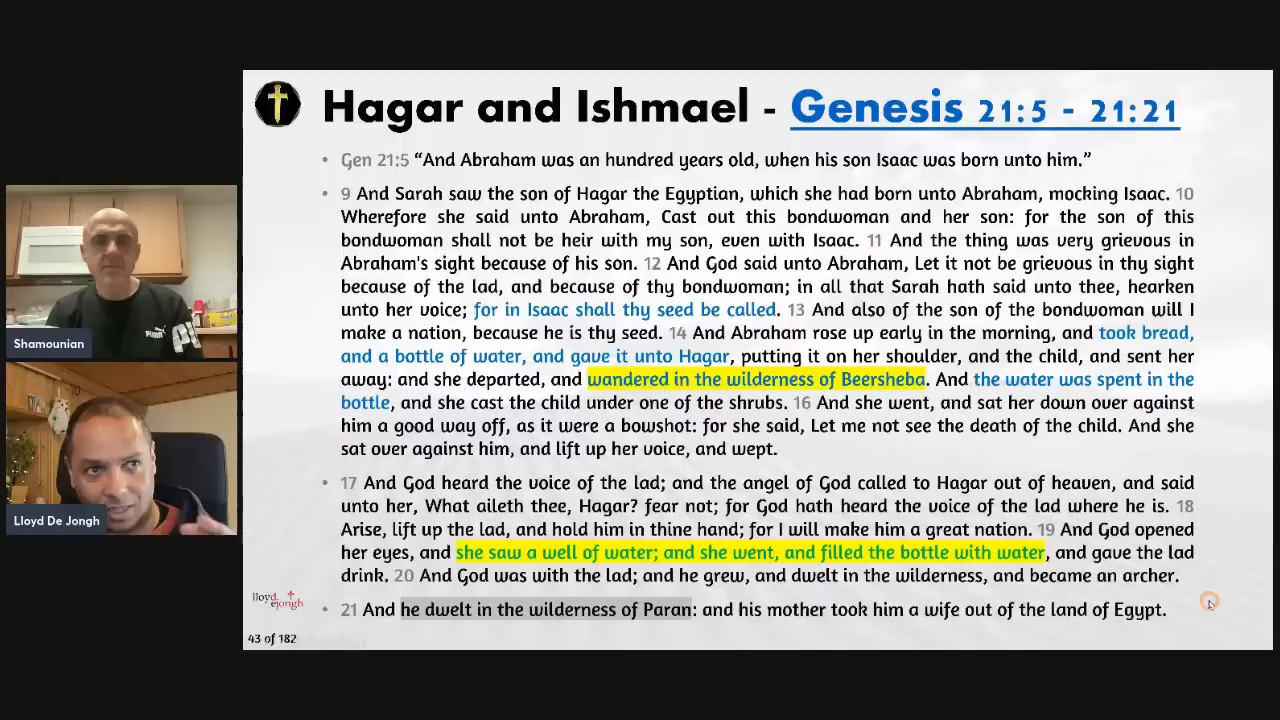 Hagar and Ishmael - Genesis 21:5 - 21:21
• Gen 21:5 “And Abraham was an hundred years old, when his son Isaac was born unto him.”
• 9 And Sarah saw the son of Hagar the Egyptian, which she had born unto Abraham, mocking Isaac. 10
Wherefore she said unto Abraham, Cast out this bondwoman and her son: for the son of this
bondwoman shall not be heir with my son, even with Isaac. 11 And the thing was very grievous in
Abraham's sight because of his son. 12 And God said unto Abraham, Let it not be grievous in thy sight
because of the lad, and because of thy bondwoman; in all that Sarah hath said unto thee, hearken
unto her voice; for in Isaac shall thy seed be called. 13 And also of the son of the bondwoman will I
make a nation, because he is thy seed. 14 And Abraham rose up early in the morning, and took bread,
and a bottle of water, and gave it unto Hagar, putting it on her shoulder, and the child, and sent her
away: and she departed, and wandered in the wilderness of Beersheba. And the water was spent in the
bottle, and she cast the child under one of the shrubs. 16 And she went, and sat her down over against
him a good way off, as it were a bowshot: for she said, Let me not see the death of the child. And she
sat over against him, and lift up her voice, and wept.
• 17 And God heard the voice of the lad; and the angel of God called to Hagar out of heaven, and said
unto her, What aileth thee, Hagar? fear not; for God hath heard the voice of the lad where he is. 18
Arise, lift up the lad, and hold him in thine hand; for I will make him a great nation. 19 And God opened
her eyes, and she saw a well of water; and she went, and filled the bottle with water, and gave the lad
drink. 20 And God was with the lad; and he grew, and dwelt in the wilderness, and became an archer.
• 21 And he dwelt in the wilderness of Paran: and his mother took him a wife out of the land of Egypt.
lloyd.
ejongh
43 of 182
PUMA
Shamounian
Lloyd De Jongh